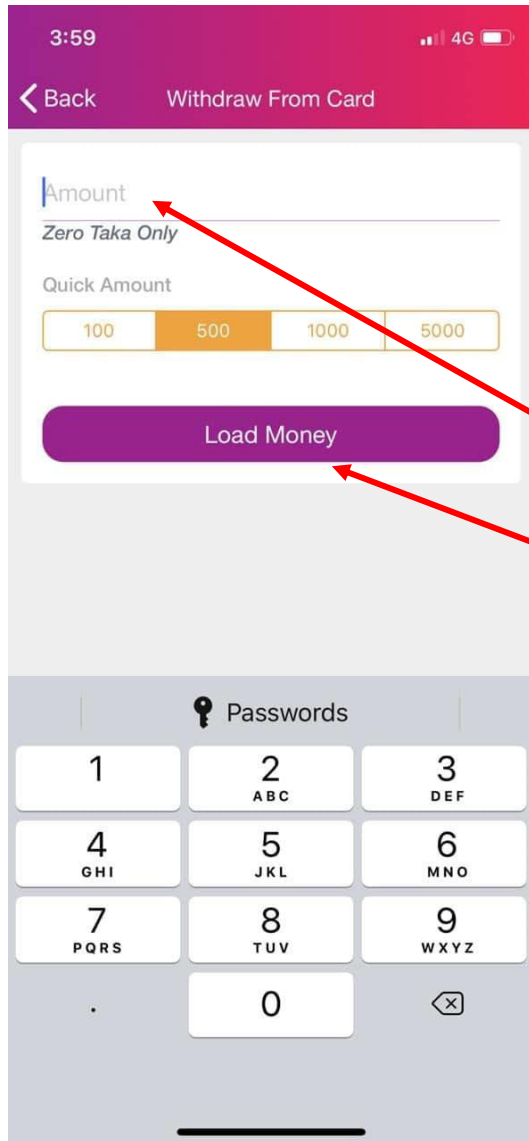 3:59 4G
Back Withdraw From Card
Amount
Zero Taka Only
Quick Amount
100 500 1000 5000
Load Money
Passwords
1 2 3
ABC DEF
4 5 6
GHI JKL MNO
7 8 9
PQRS TUV WXYZ
. 0